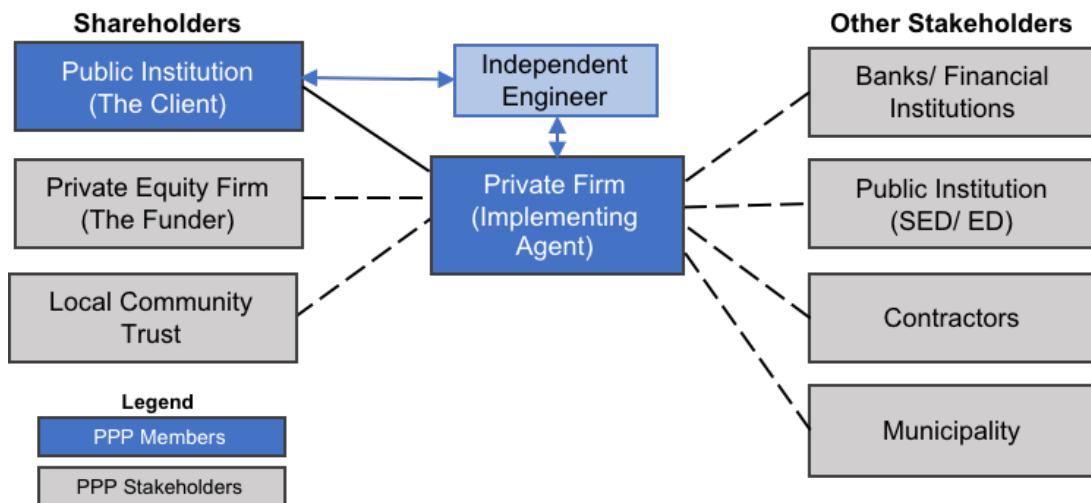 Shareholders
Public Institution
(The Client)
Private Equity Firm
(The Funder)
Local Community
Trust
Independent
Engineer
Private Firm
(Implementing
Agent)
Other Stakeholders
Banks/ Financial
Institutions
Public Institution
(SED/ ED)
Contractors
Municipality
Legend
PPP Members
PPP Stakeholders